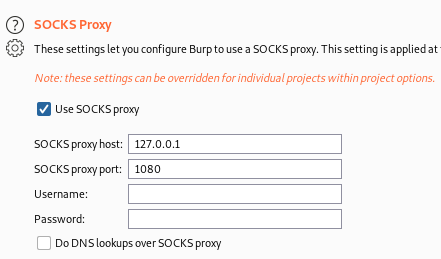 SOCKS Proxy
These settings let you configure Burp to use a SOCKS proxy. This setting is applied at
Note: these settings can be overridden for individual projects within project options.
Use SOCKS proxy
SOCKS proxy host: 127.0.0.1
SOCKS proxy port: 1080
Username:
Password:
Do DNS lookups over SOCKS proxy